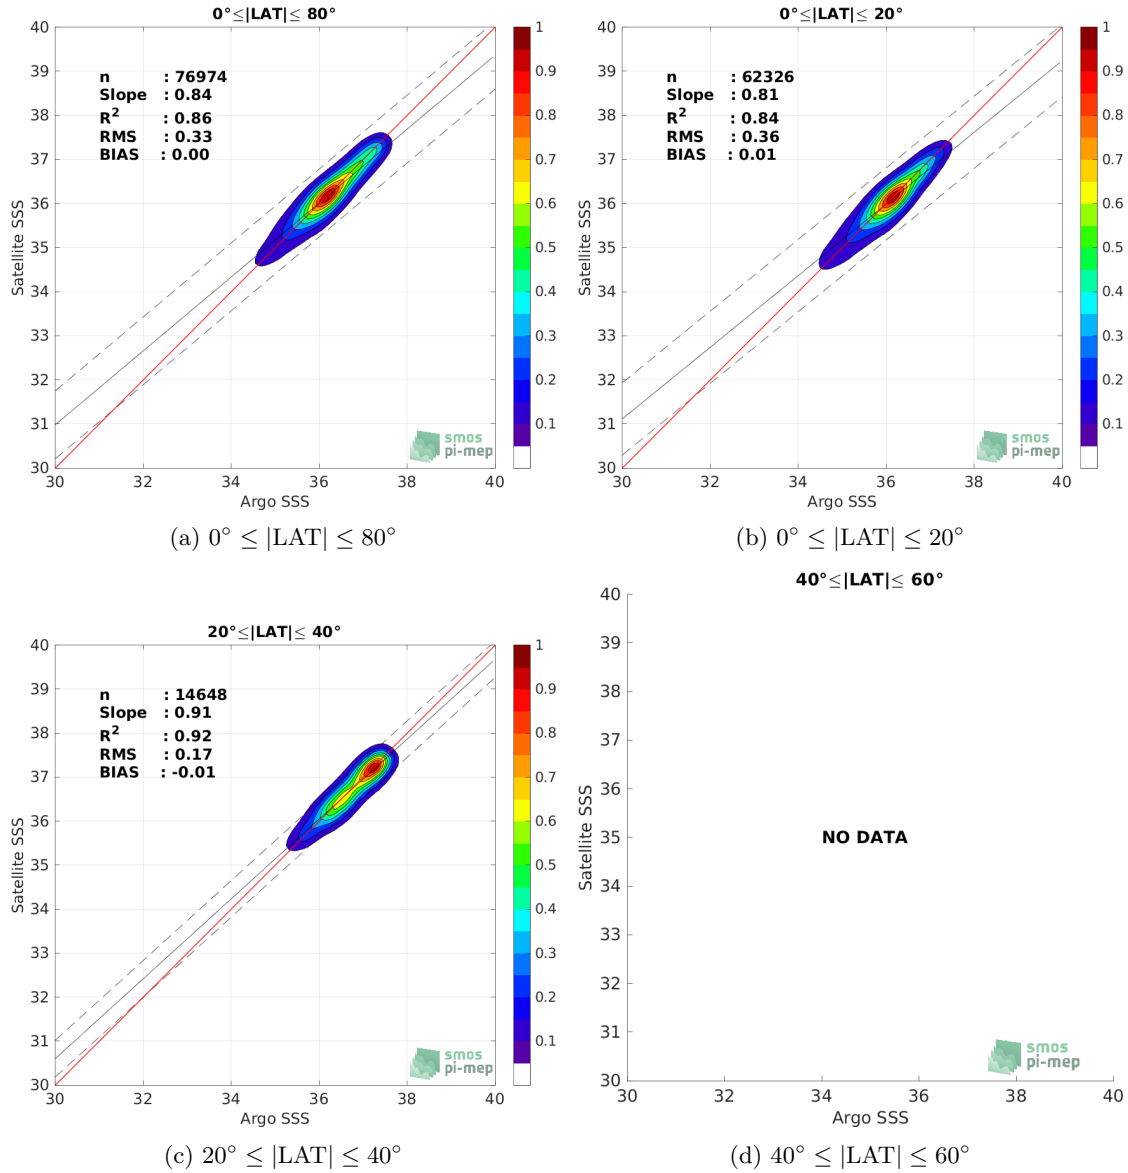 0°≤|LAT|≤ 80°
40
39
38
37
36
35
34
33
32
31
30
30
32
34
36
38
40
Satellite SSS
Argo SSS
n : 76974
Slope : 0.84
R² : 0.86
RMS : 0.33
BIAS : 0.00
smos
pi-mep
1
0.9
0.8
0.7
0.6
0.5
0.4
0.3
0.2
0.1
(a) 0° ≤ |LAT| ≤ 80°
0°≤|LAT|≤ 20°
40
39
38
37
36
35
34
33
32
31
30
30
32
34
36
38
40
Satellite SSS
Argo SSS
n : 62326
Slope : 0.81
R² : 0.84
RMS : 0.36
BIAS : 0.01
smos
pi-mep
1
0.9
0.8
0.7
0.6
0.5
0.4
0.3
0.2
0.1
(b) 0° ≤ |LAT| ≤ 20°
20°≤|LAT|≤ 40°
40
39
38
37
36
35
34
33
32
31
30
30
32
34
36
38
40
Satellite SSS
Argo SSS
n : 14648
Slope : 0.91
R² : 0.92
RMS : 0.17
BIAS : -0.01
smos
pi-mep
1
0.9
0.8
0.7
0.6
0.5
0.4
0.3
0.2
0.1
(c) 20° ≤ |LAT| ≤ 40°
40°≤|LAT|≤ 60°
40
39
38
37
36
35
34
33
32
31
30
30
32
34
36
38
40
Satellite SSS
Argo SSS
NO DATA
smos
pi-mep
(d) 40° ≤ |LAT| ≤ 60°